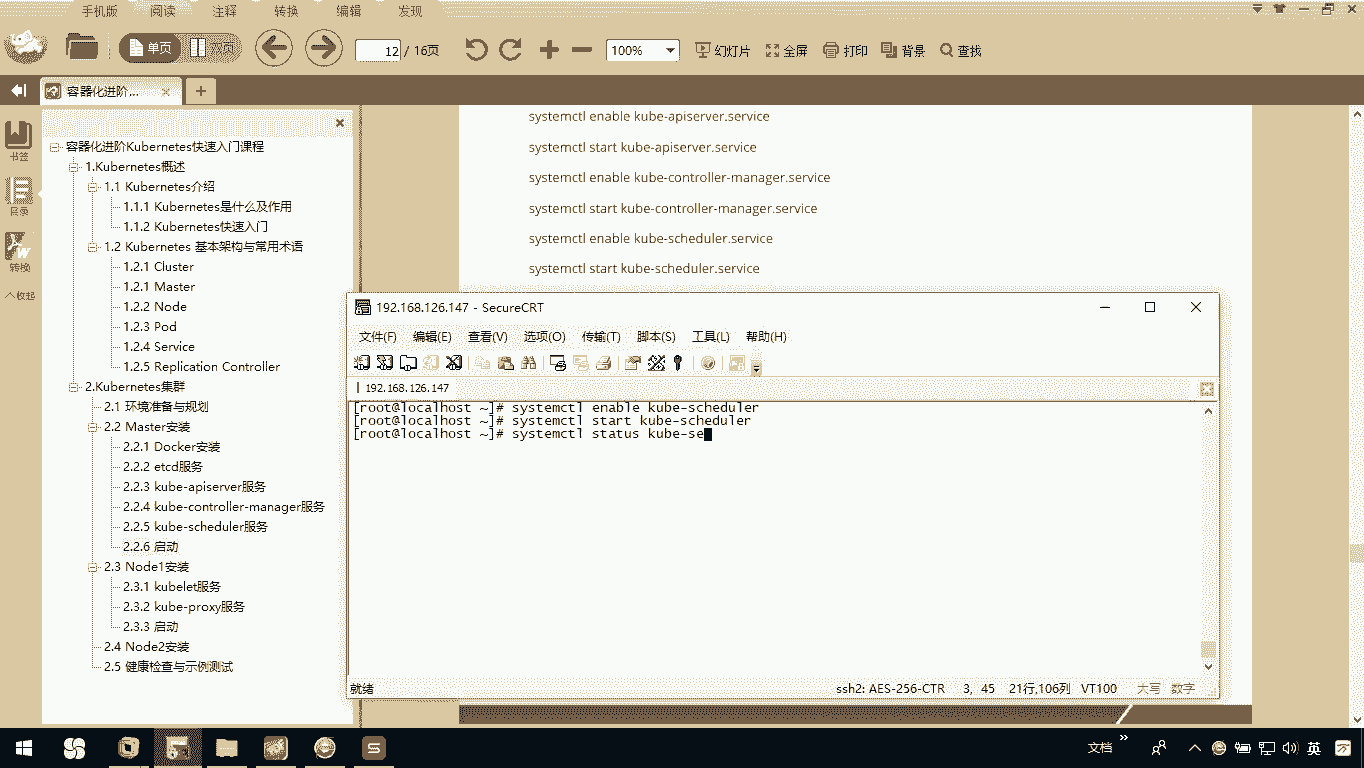 手机版 阅读 注释 转换 编辑 发现
单页 双页 12 / 16页 100% 幻灯片 全屏 打印 背景 查找
容器化进阶...
书签
目录
转换
收起
容器化进阶Kubernetes快速入门课程
1.Kubernetes概述
1.1 Kubernetes介绍
1.1.1 Kubernetes是什么及作用
1.1.2 Kubernetes快速入门
1.2 Kubernetes 基本架构与常用术语
1.2.1 Cluster
1.2.1 Master
1.2.2 Node
1.2.3 Pod
1.2.4 Service
1.2.5 Replication Controller
2.Kubernetes集群
2.1 环境准备与规划
2.2 Master安装
2.2.1 Docker安装
2.2.2 etcd服务
2.2.3 kube-apiserver服务
2.2.4 kube-controller-manager服务
2.2.5 kube-scheduler服务
2.2.6 启动
2.3 Node1安装
2.3.1 kubelet服务
2.3.2 kube-proxy服务
2.3.3 启动
2.4 Node2安装
2.5 健康检查与示例测试
systemctl enable kube-apiserver.service
systemctl start kube-apiserver.service
systemctl enable kube-controller-manager.service
systemctl start kube-controller-manager.service
systemctl enable kube-scheduler.service
systemctl start kube-scheduler.service
192.168.126.147 - SecureCRT
文件(F) 编辑(E) 查看(V) 选项(O) 传输(T) 脚本(S) 工具(L) 帮助(H)
192.168.126.147
[root@localhost ~]# systemctl enable kube-scheduler
[root@localhost ~]# systemctl start kube-scheduler
[root@localhost ~]# systemctl status kube-se
就绪 ssh2: AES-256-CTR 3, 45 21行,106列 VT100 大写 数字
文档 英